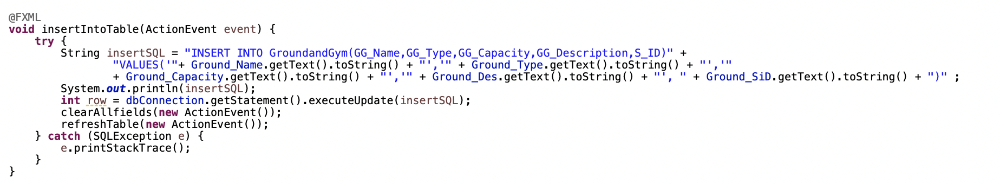 @FXML
void insertIntoTable(ActionEvent event) {
    try {
        String insertSQL = "INSERT INTO GroundandGym(GG_Name,GG_Type,GG_Capacity,GG_Description,S_ID)" +
                "VALUES('"+ Ground_Name.getText().toString() + "','" + Ground_Type.getText().toString() + "','"
                + Ground_Capacity.getText().toString() + "','" + Ground_Des.getText().toString() + "', " + Ground_SiD.getText().toString() + ")" ;
        System.out.println(insertSQL);
        int row = dbConnection.getStatement().executeUpdate(insertSQL);
        clearAllfields(new ActionEvent());
        refreshTable(new ActionEvent());
    } catch (SQLException e) {
        e.printStackTrace();
    }
}